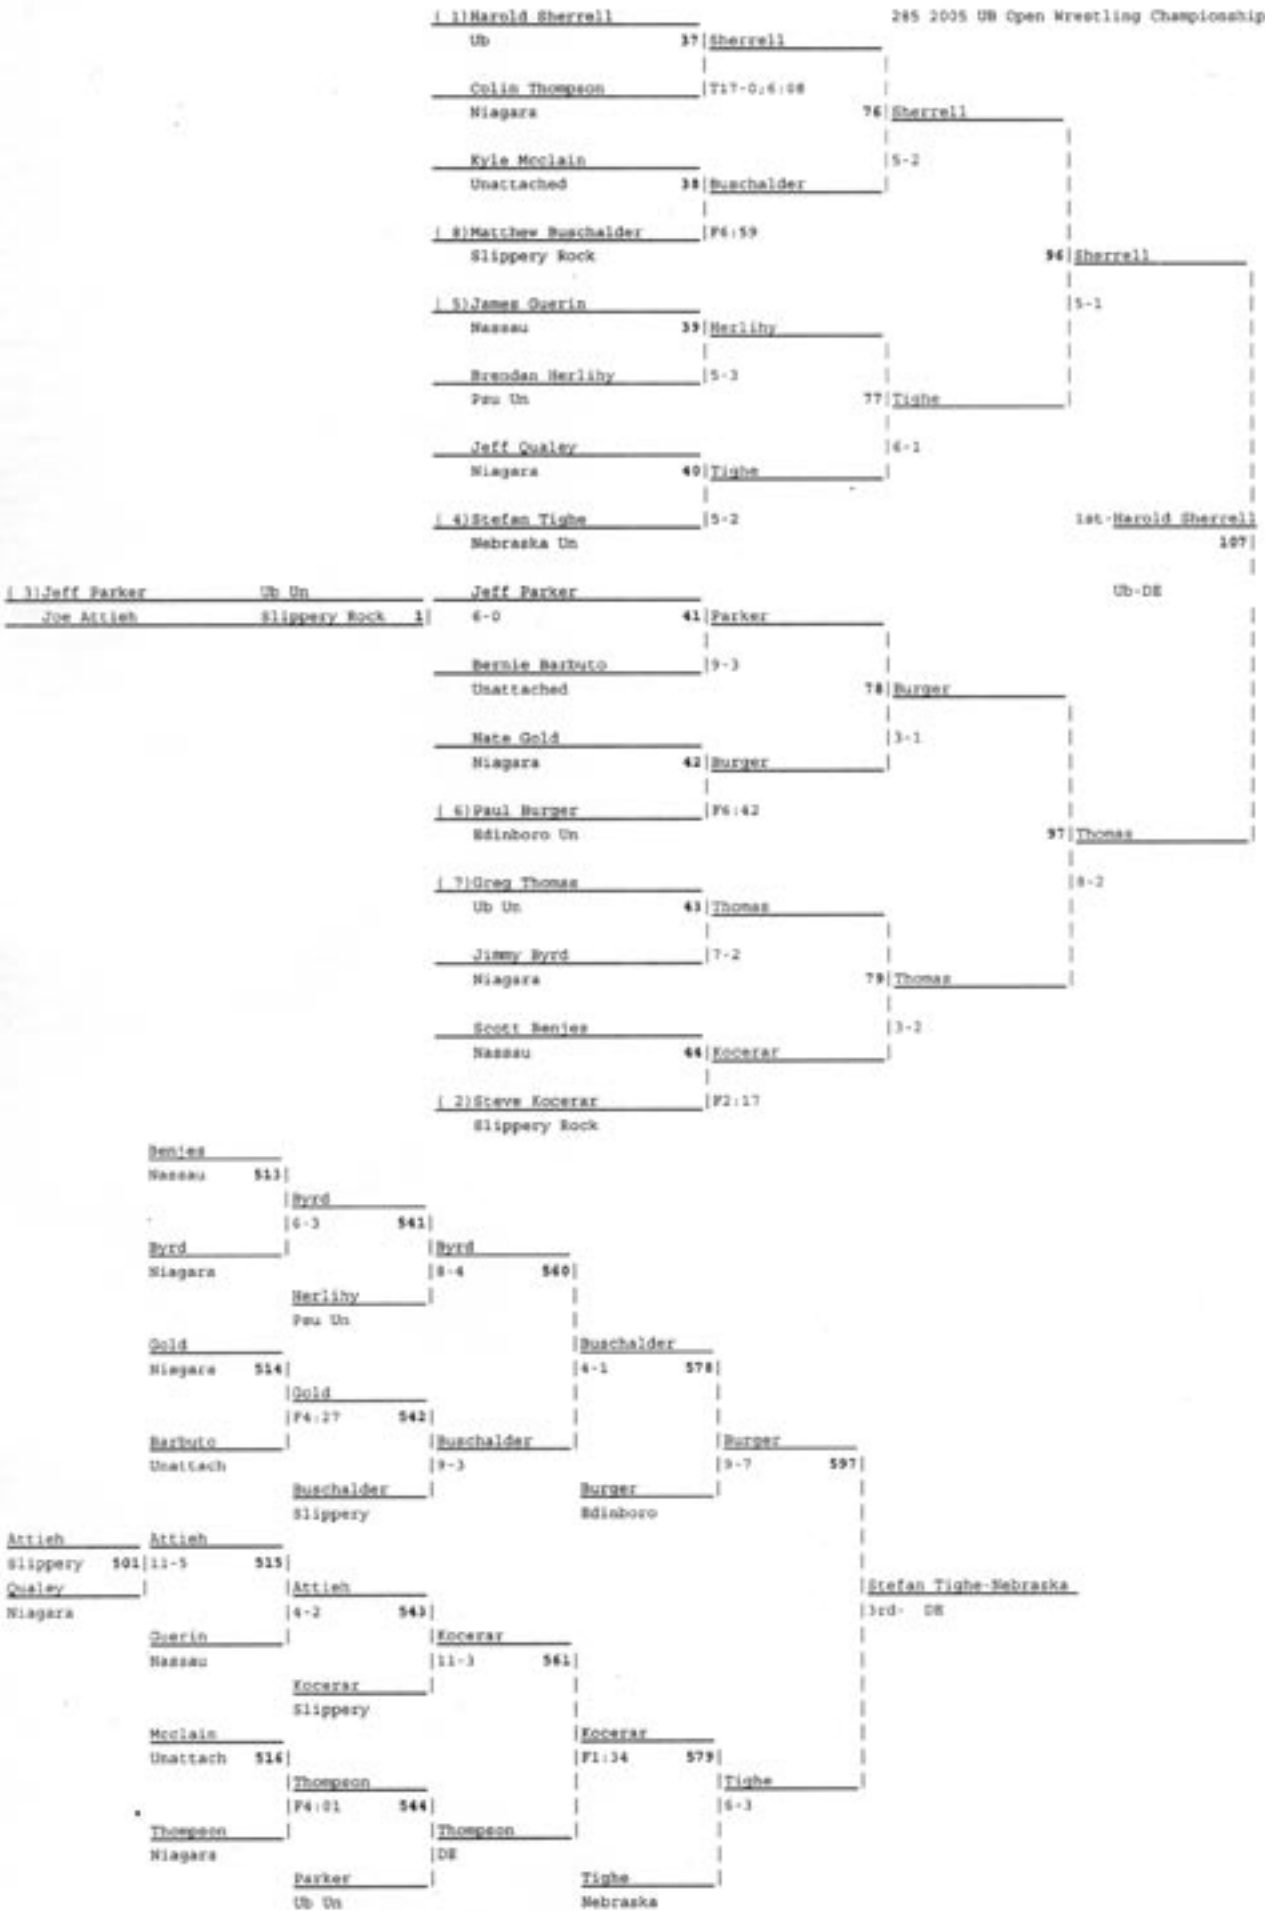 ( 1)Harold Sherrell 285 2005 UB Open Wrestling Championship
Ub 37 Sherrell
Colin Thompson T17-0;6:08
Niagara 76 Sherrell
Kyle Mcclain 5-2
Unattached 38 Buschalder
( 8)Matthew Buschalder F6:59
Slippery Rock 96 Sherrell
( 5)James Guerin 5-1
Nassau 39 Herlihy
Brendan Herlihy 5-3
Psu Un 77 Tighe
Jeff Qualey 6-1
Niagara 40 Tighe
( 4)Stefan Tighe 5-2 1st-Harold Sherrell
Nebraska Un 107
( 3)Jeff Parker Ub Un Jeff Parker Ub-DE
Joe Attieh Slippery Rock 1 6-0 41 Parker
Bernie Barbuto 9-3
Unattached 78 Burger
Nate Gold 3-1
Niagara 42 Burger
( 6)Paul Burger F6:42
Edinboro Un 97 Thomas
( 7)Greg Thomas 8-2
Ub Un 43 Thomas
Jimmy Byrd 7-2
Niagara 79 Thomas
Scott Benjes 3-2
Nassau 44 Kocerar
( 2)Steve Kocerar F2:17
Slippery Rock
Benjes
Nassau 513
Byrd
6-3 541
Byrd Byrd
Niagara 8-4 560
Herlihy
Psu Un
Gold Buschalder
Niagara 514 4-1 578
Gold
F4:27 542
Barbuto Buschalder Burger
Unattach 9-3 9-7 597
Buschalder Burger
Slippery Edinboro
Attieh Attieh
Slippery 501 11-5 515
Qualey Attieh Stefan Tighe-Nebraska
Niagara 4-2 543 3rd- DE
Guerin Kocerar
Nassau 11-3 561
Kocerar
Slippery
Mcclain Kocerar
Unattach 516 F1:34 579
Thompson Tighe
F4:01 544 6-3
Thompson Thompson
Niagara DE
Parker Tighe
Ub Un Nebraska